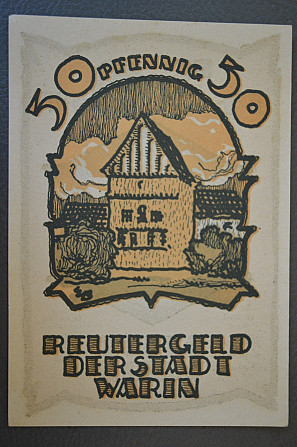 50 PFENNIG 50
REUTERGELD
DER STADT
WARIN